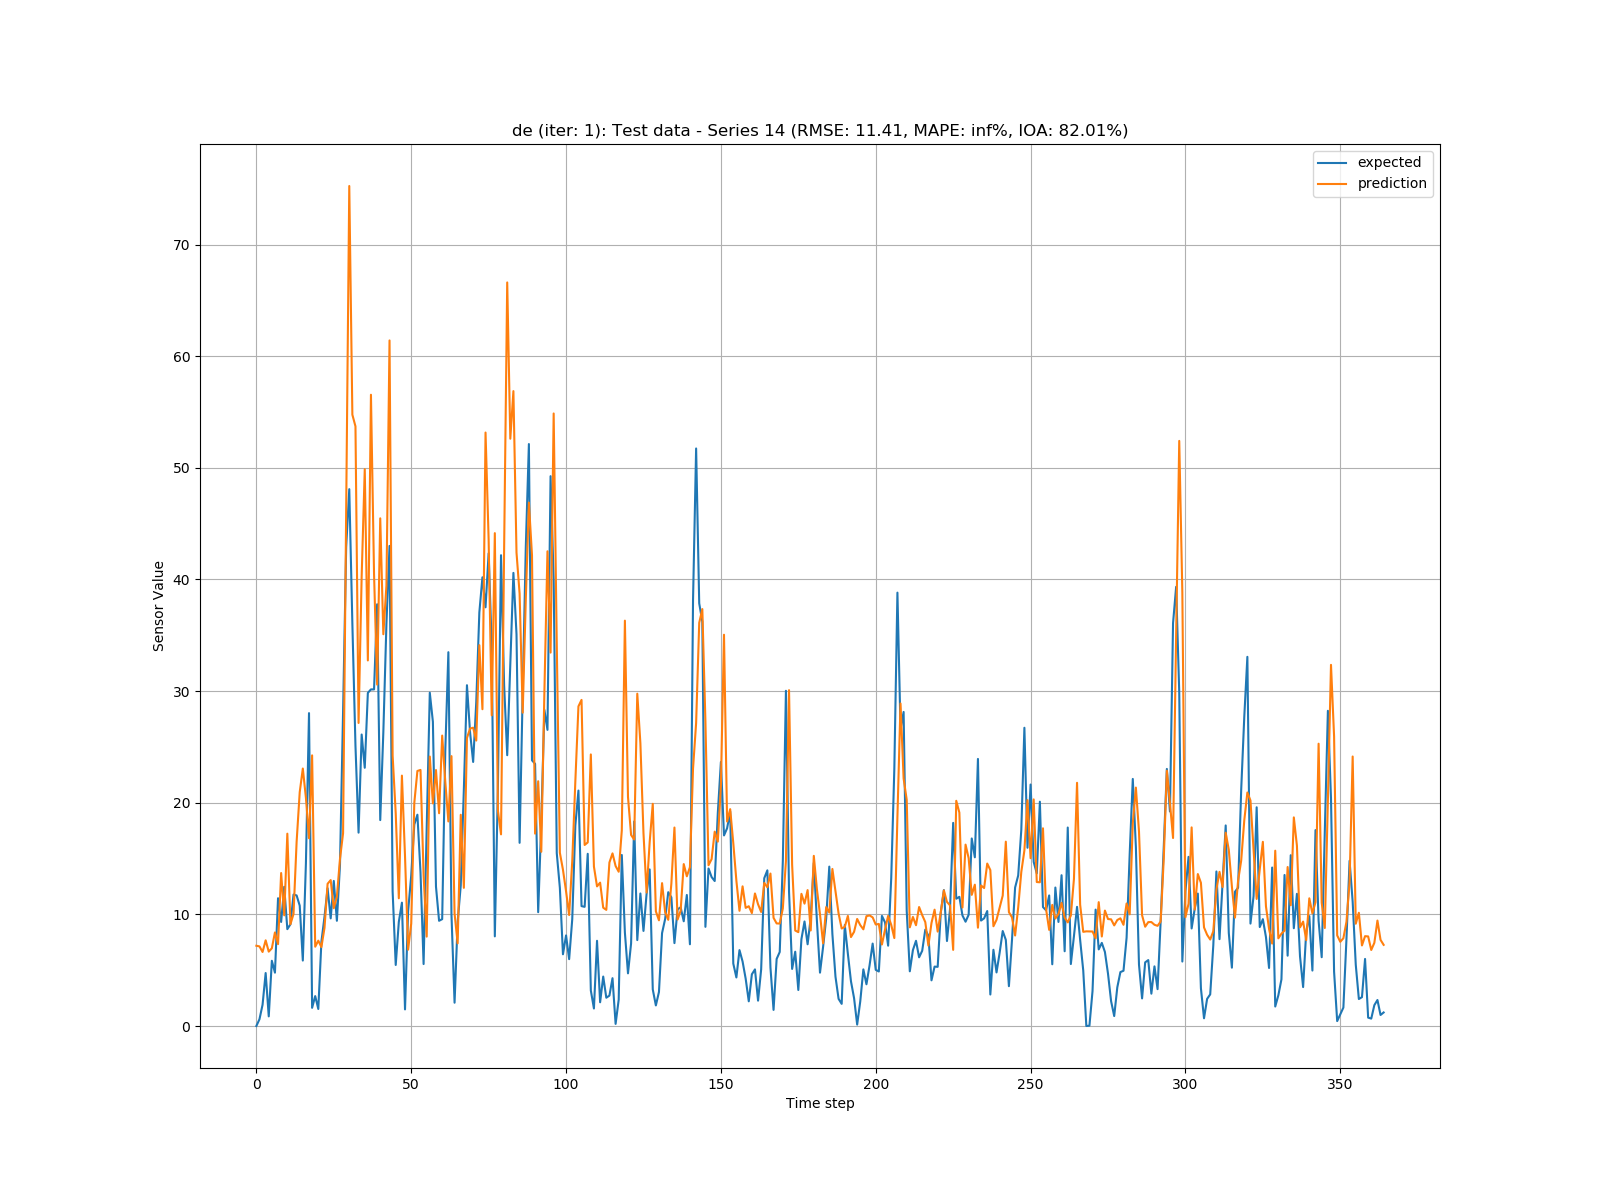 de (iter: 1): Test data - Series 14 (RMSE: 11.41, MAPE: inf%, IOA: 82.01%)
expected
prediction
70
60
50
40
30
20
10
0
Sensor Value
0 50 100 150 200 250 300 350
Time step